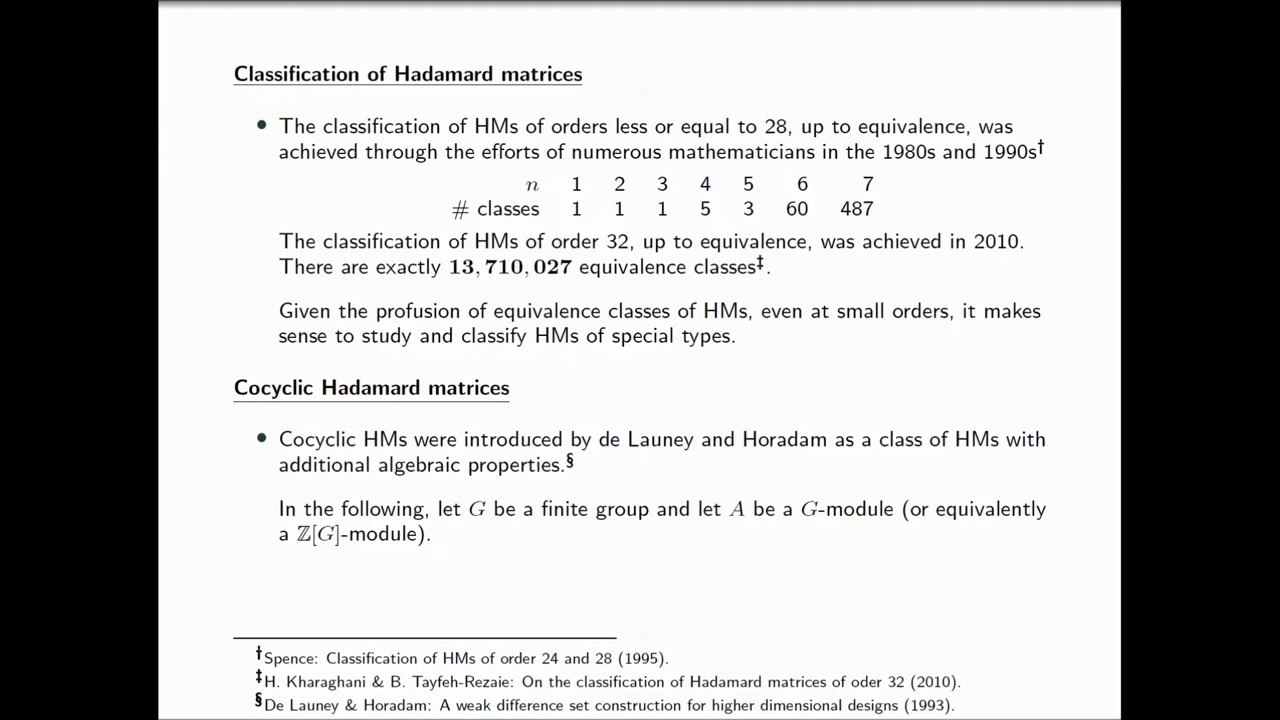 Classification of Hadamard matrices
• The classification of HMs of orders less or equal to 28, up to equivalence, was
achieved through the efforts of numerous mathematicians in the 1980s and 1990s†
n 1 2 3 4 5 6 7
# classes 1 1 1 5 3 60 487
The classification of HMs of order 32, up to equivalence, was achieved in 2010.
There are exactly 13, 710, 027 equivalence classes‡.
Given the profusion of equivalence classes of HMs, even at small orders, it makes
sense to study and classify HMs of special types.
Cocyclic Hadamard matrices
• Cocyclic HMs were introduced by de Launey and Horadam as a class of HMs with
additional algebraic properties.§
In the following, let G be a finite group and let A be a G-module (or equivalently
a ℤ[G]-module).
†Spence: Classification of HMs of order 24 and 28 (1995).
‡H. Kharaghani & B. Tayfeh-Rezaie: On the classification of Hadamard matrices of oder 32 (2010).
§De Launey & Horadam: A weak difference set construction for higher dimensional designs (1993).